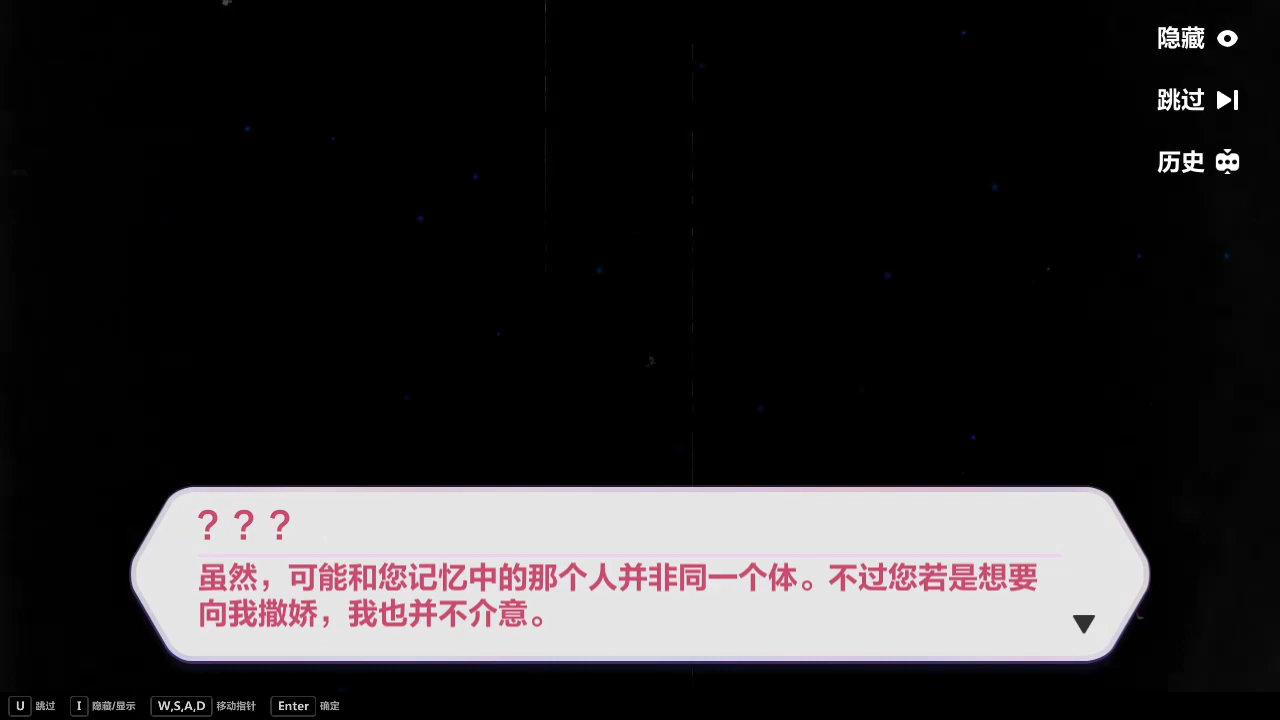 隐藏
跳过
历史
？？？
虽然，可能和您记忆中的那个人并非同一个体。不过您若是想要
向我撒娇，我也并不介意。
U 跳过 I 隐藏/显示 W,S,A,D 移动指针 Enter 确定